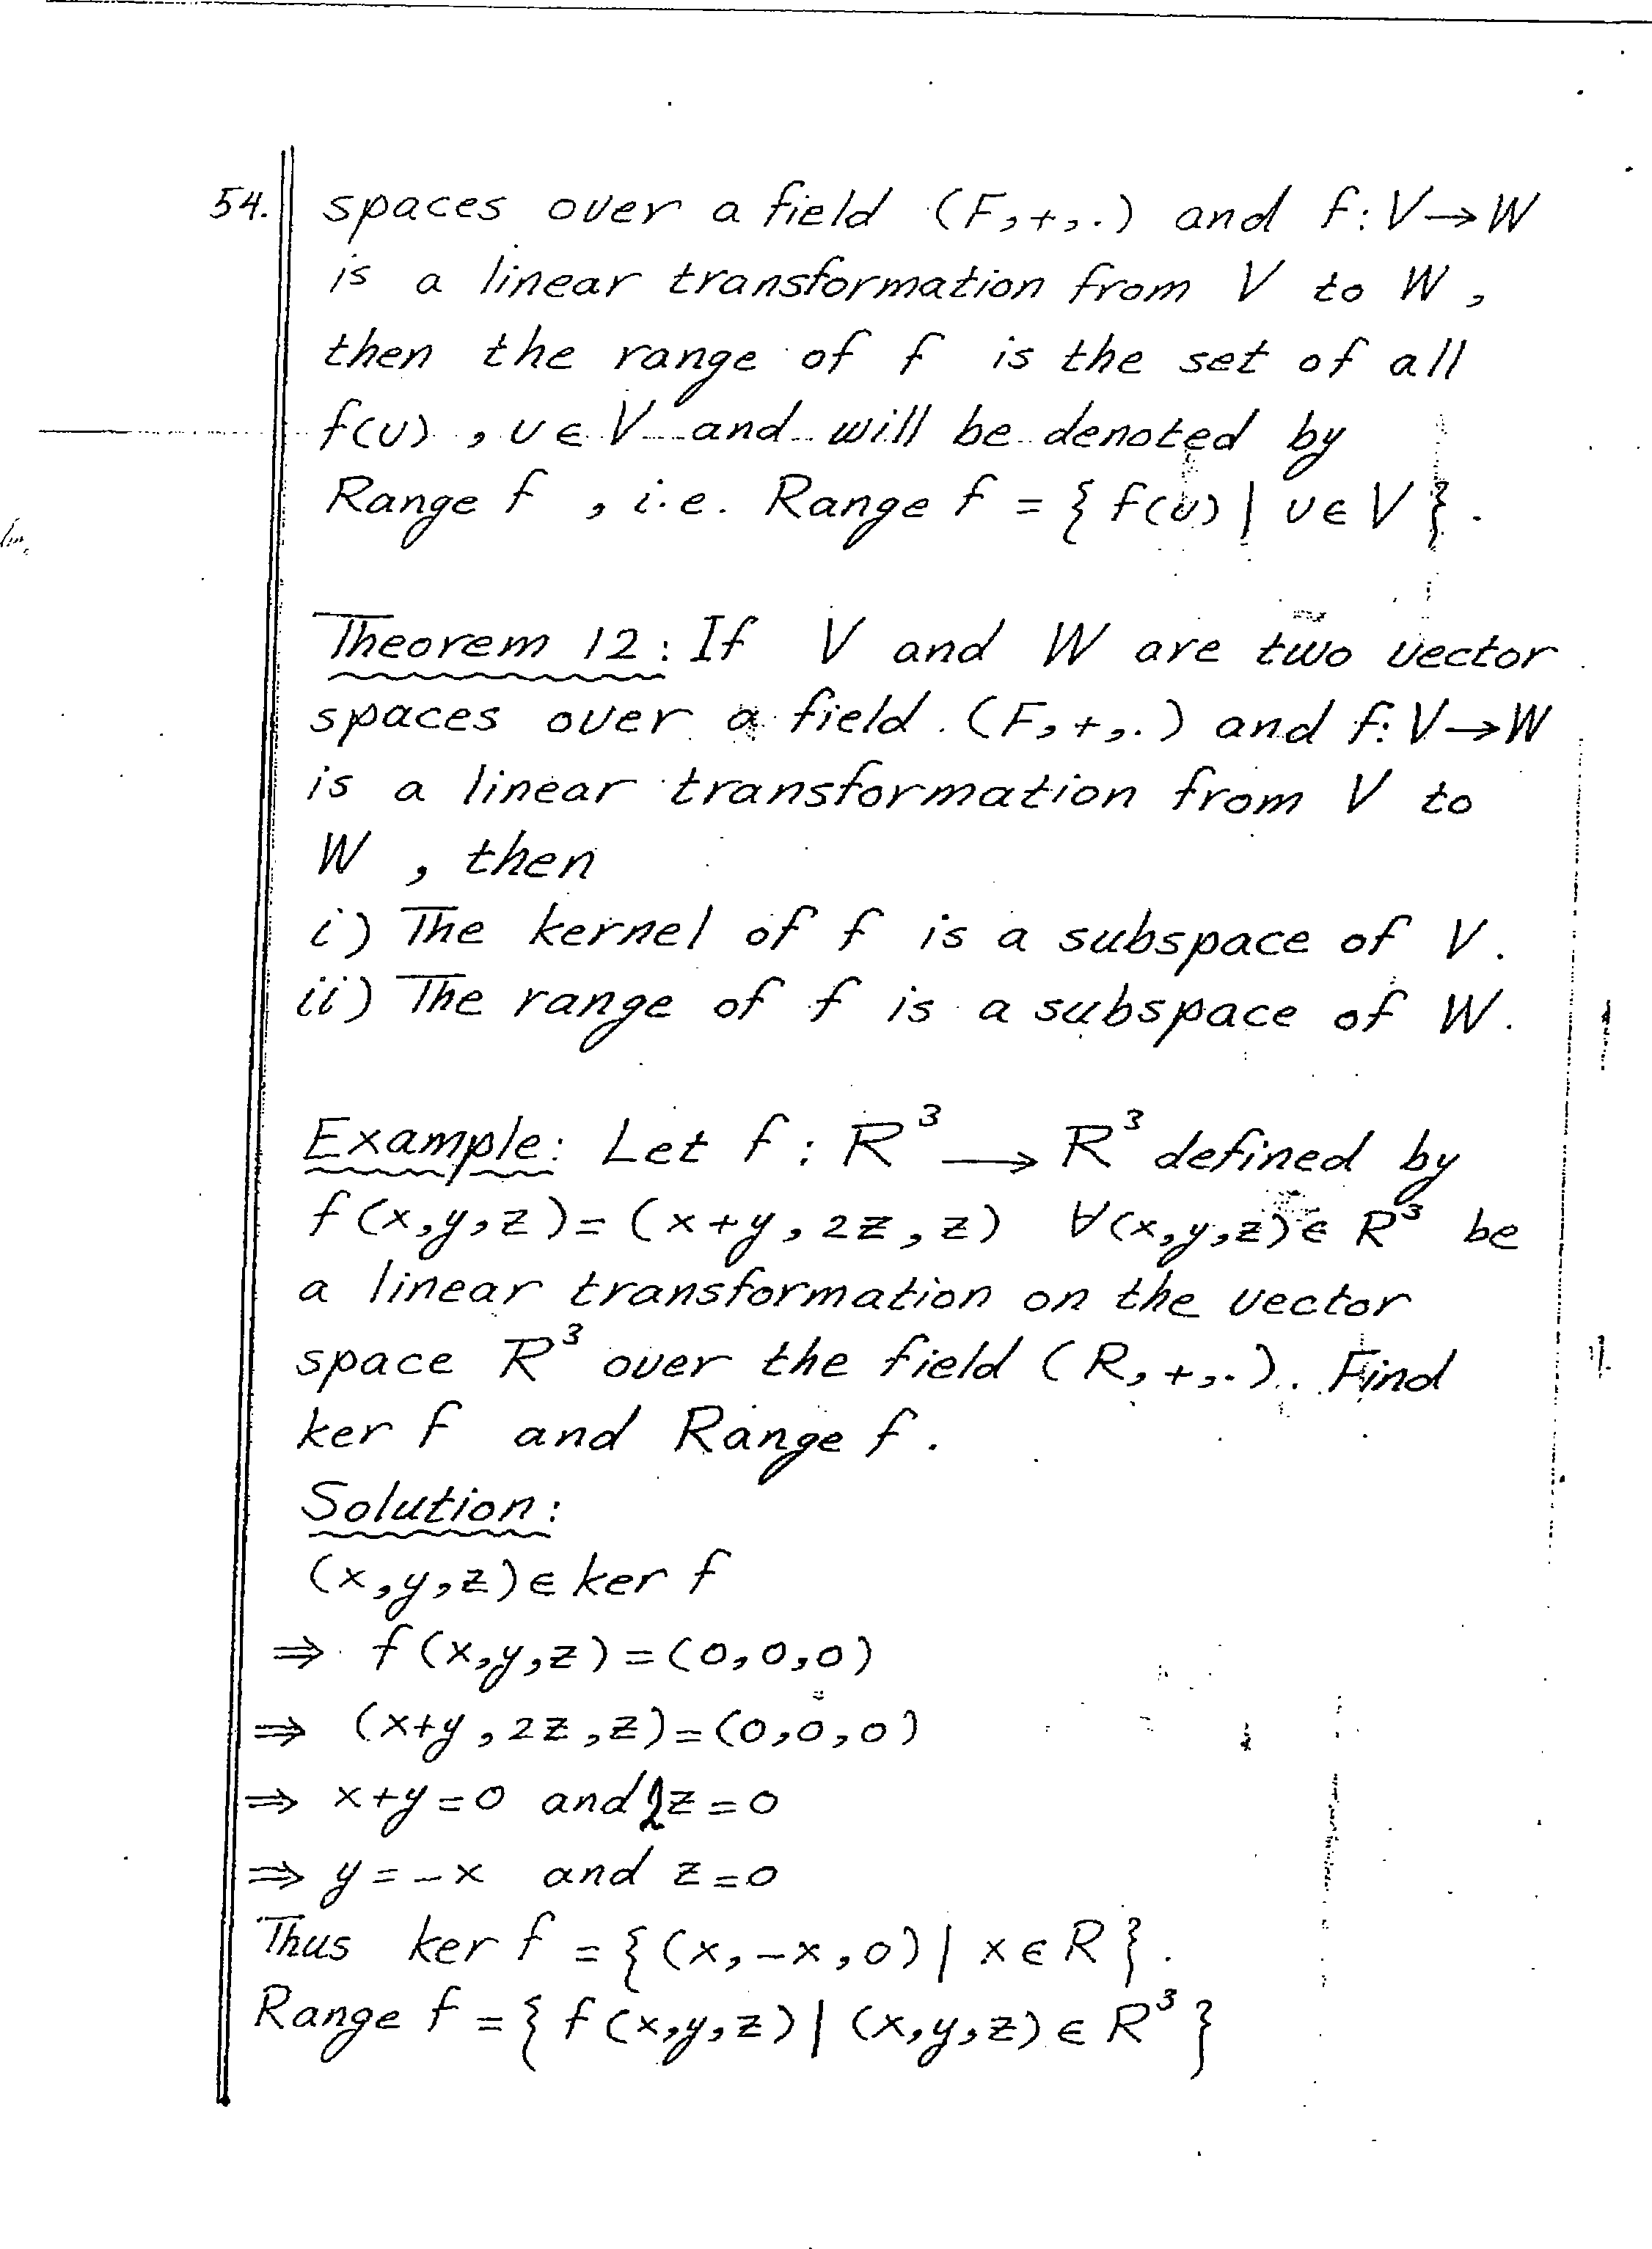 54. spaces over a field (F,+,.) and f:V→W
is a linear transformation from V to W,
then the range of f is the set of all
f(v), v∈V and will be denoted by
Range f, i.e. Range f = {f(v) | v∈V}.
Theorem 12: If V and W are two vector
spaces over a field (F,+,.) and f:V→W
is a linear transformation from V to
W, then
i) The kernel of f is a subspace of V.
ii) The range of f is a subspace of W.
Example: Let f: R³ → R³ defined by
f(x,y,z)=(x+y,2z,z) ∀(x,y,z)∈R³ be
a linear transformation on the vector
space R³ over the field (R,+,.). Find
ker f and Range f.
Solution:
(x,y,z)∈ker f
⇒ f(x,y,z)=(0,0,0)
⇒ (x+y,2z,z)=(0,0,0)
⇒ x+y=0 and 2z=0
⇒ y=-x and z=0
Thus ker f = {(x,-x,0) | x∈R}.
Range f = {f(x,y,z) | (x,y,z)∈R³}